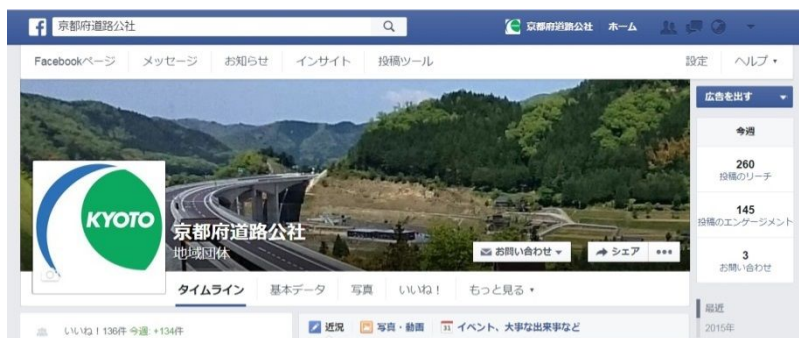 京都府道路公社
京都府道路公社 ホーム
Facebookページ メッセージ お知らせ インサイト 投稿ツール 設定 ヘルプ
広告を出す
今週
260
投稿のリーチ
145
投稿のエンゲージメント
3
お問い合わせ
KYOTO
京都府道路公社
地域団体
お問い合わせ シェア
タイムライン 基本データ 写真 いいね! もっと見る
最近
2015年
いいね!136件 今週: +134件
近況 写真・動画 31 イベント、大事な出来事など